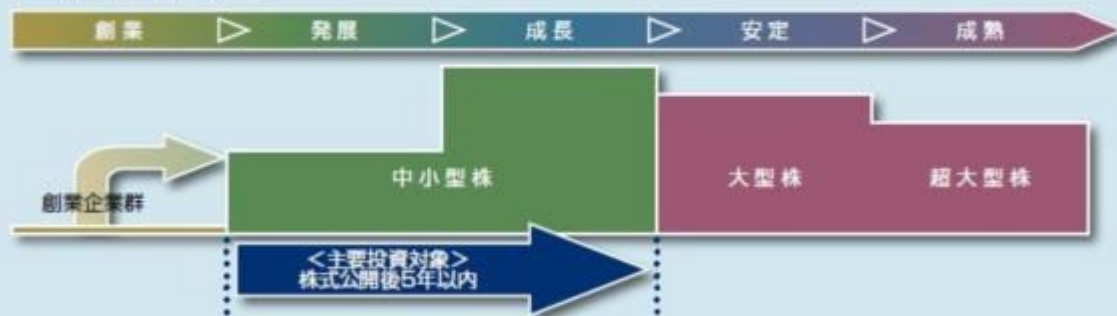 創業 ▷ 発展 ▷ 成長 ▷ 安定 ▷ 成熟
中小型株
大型株
超大型株
創業企業群
＜主要投資対象＞
株式公開後5年以内